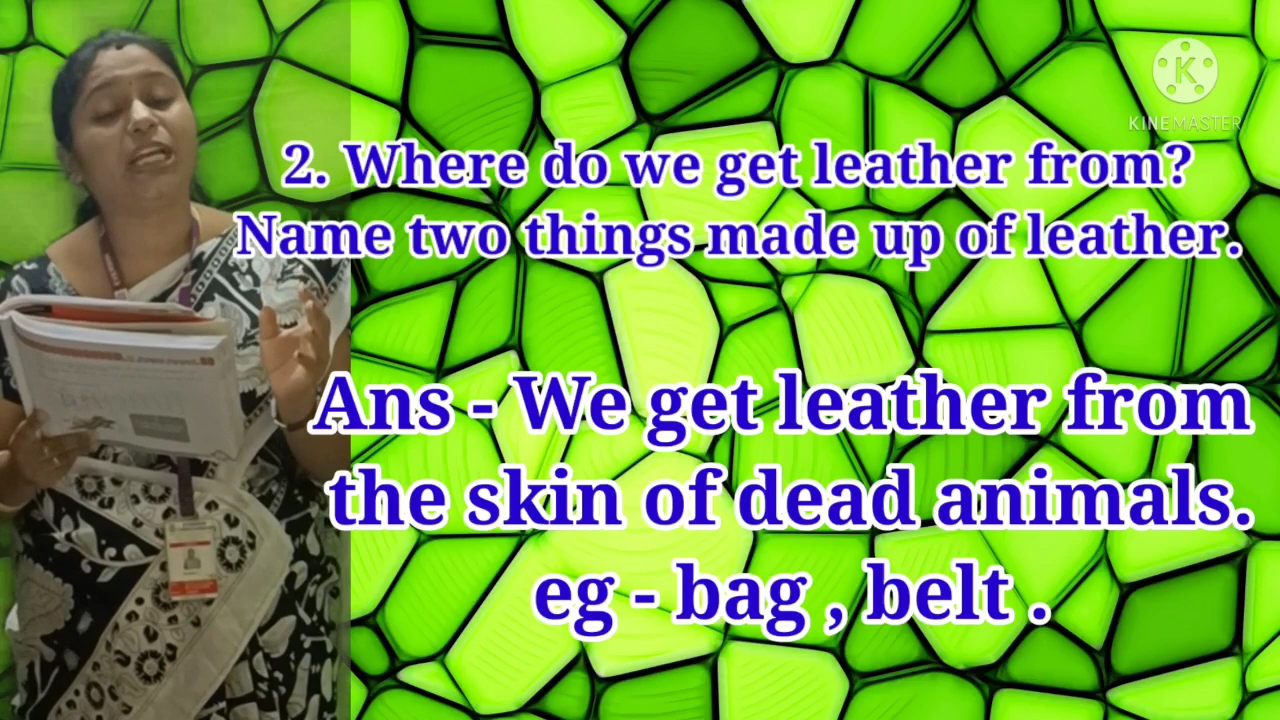 KINEMASTER
2. Where do we get leather from?
Name two things made up of leather.
Ans - We get leather from
the skin of dead animals.
eg - bag , belt .